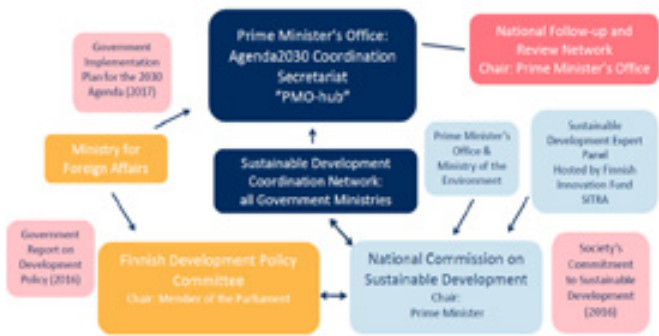 Government
Implementation
Plan for the 2030
Agenda (2017)
Prime Minister's Office:
Agenda2030 Coordination
Secretariat
"PMO-hub"
National Follow-up and
Review Network
Chair: Prime Minister's Office
Ministry for
Foreign Affairs
Sustainable Development
Coordination Network:
all Government Ministries
Prime Minister's
Office &
Ministry of the
Environment
Sustainable
Development Expert
Panel
Hosted by Finnish
Innovation Fund
SITRA
Government
Report on
Development
Policy (2016)
Finnish Development Policy
Committee
Chair: Member of the Parliament
National Commission on
Sustainable Development
Chair:
Prime Minister
Society's
Commitment
to Sustainable
Development
(2016)